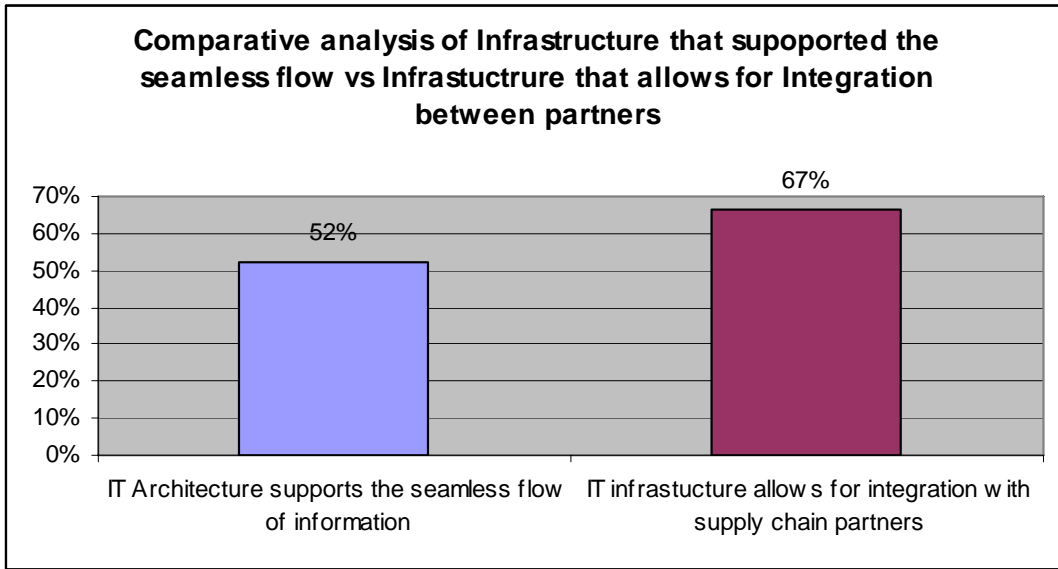 Comparative analysis of Infrastructure that supoported the
seamless flow vs Infrastuctrure that allows for Integration
between partners
67%
70%
60%
52%
50%
40%
30%
20%
10%
0%
IT Architecture supports the seamless flow
of information
IT infrastucture allows for integration with
supply chain partners